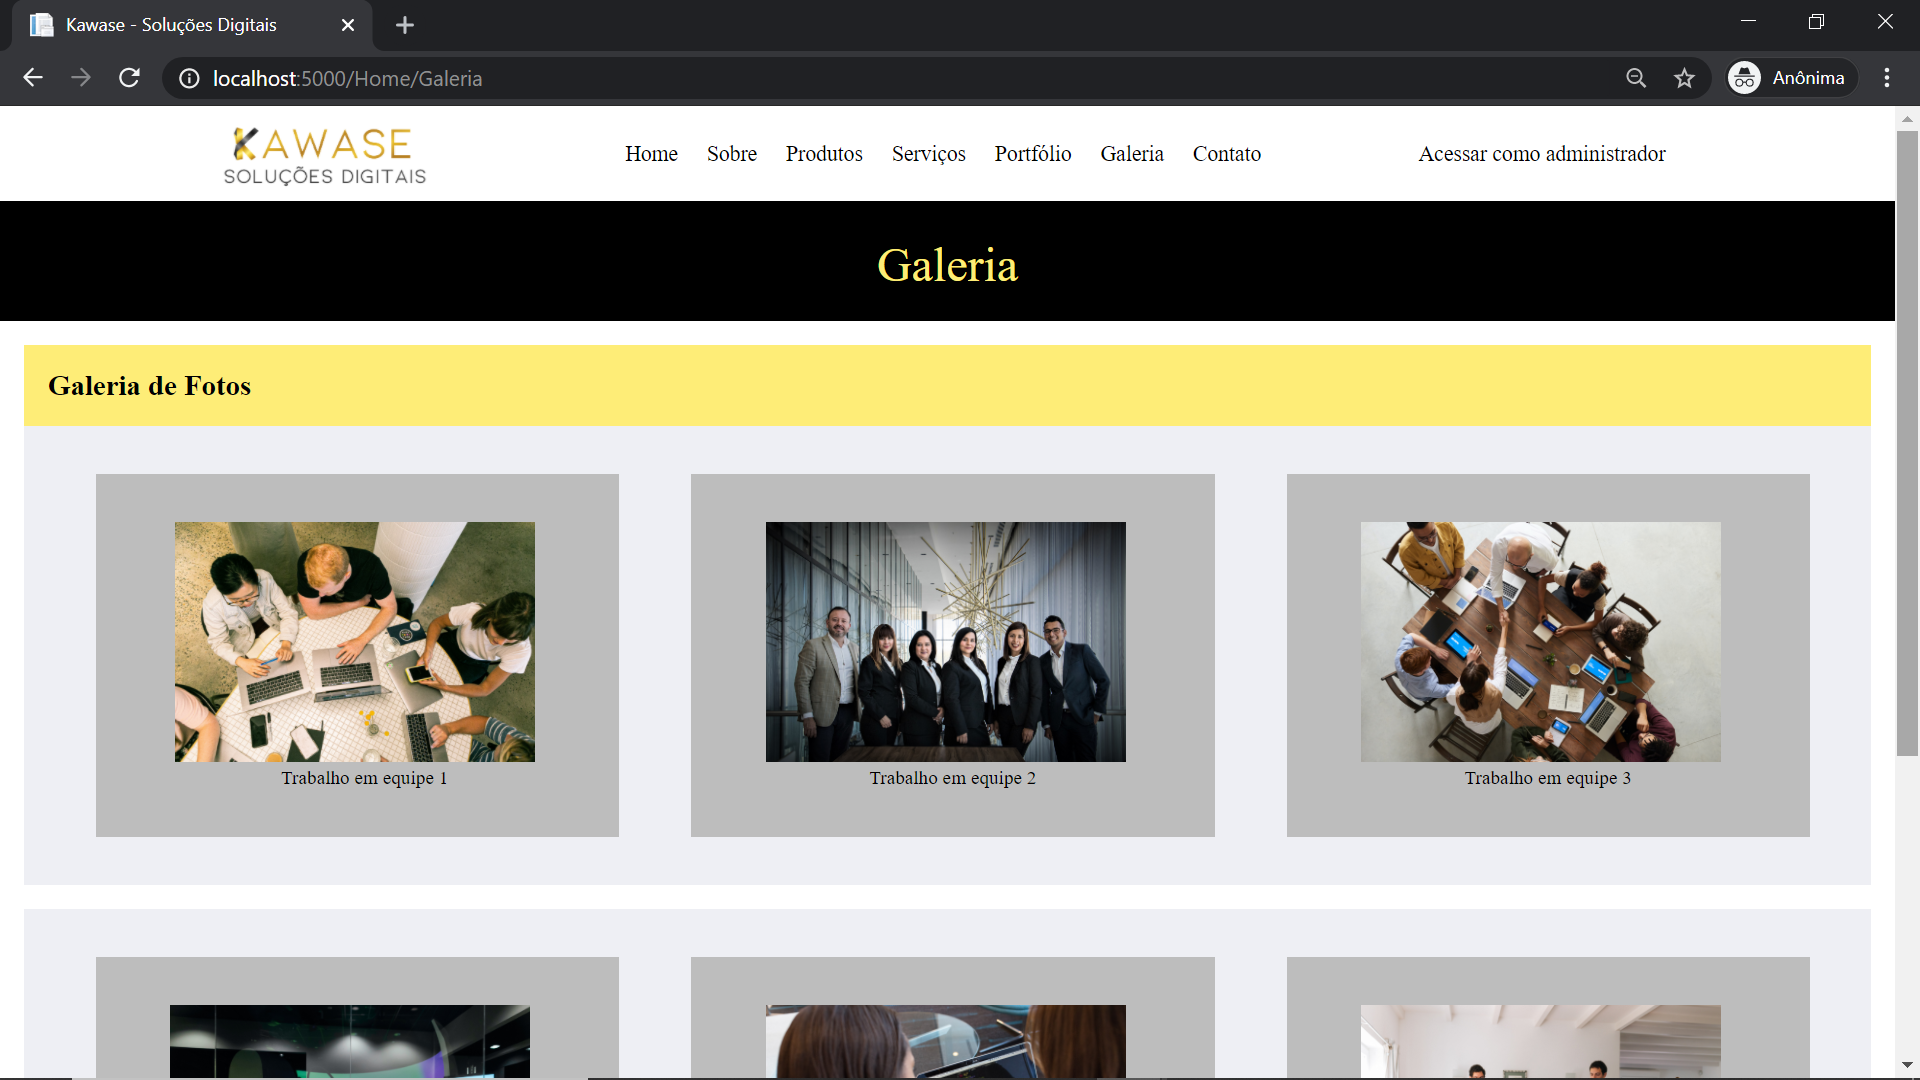 Kawase - Soluções Digitais
localhost:5000/Home/Galeria
Anônima
KAWASE
SOLUÇÕES DIGITAIS
Home Sobre Produtos Serviços Portfólio Galeria Contato Acessar como administrador
Galeria
Galeria de Fotos
Trabalho em equipe 1 Trabalho em equipe 2 Trabalho em equipe 3